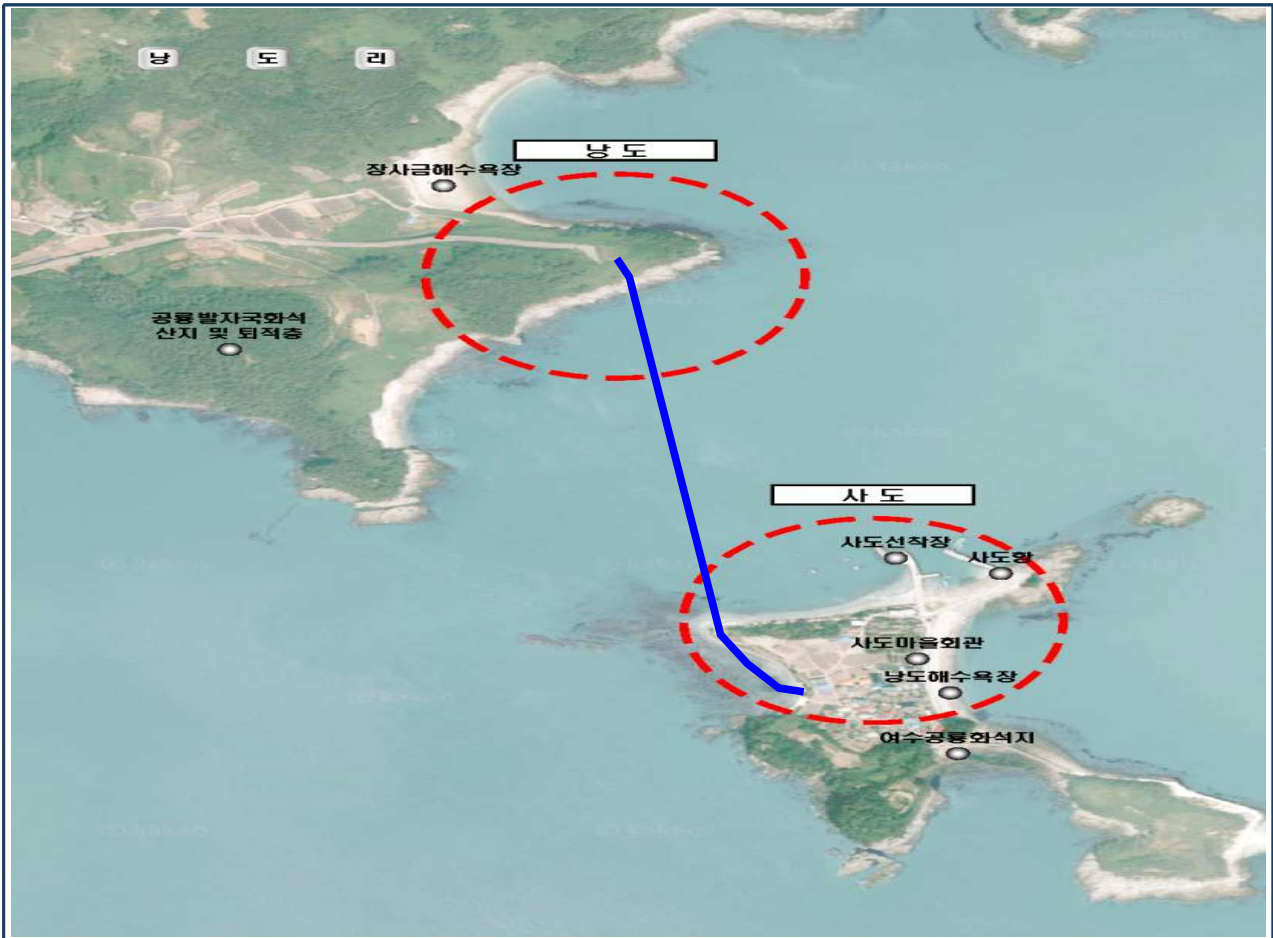 낭 도 리
낭 도
장사금해수욕장
공룡발자국화석
산지 및 퇴적층
사 도
사도선착장
사도항
사도마을회관
낭도해수욕장
여수공룡화석지